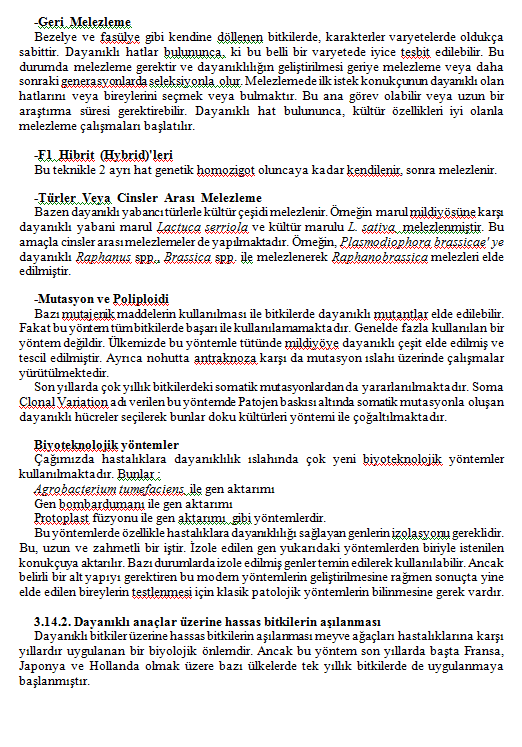 -Geri Melezleme
Bezelye ve fasülye gibi kendine döllenen bitkilerde, karakterler varyetelerde oldukça
sabittir. Dayanıklı hatlar bulununca, ki bu belli bir varyetede iyice tesbit edilebilir. Bu
durumda melezleme gerektir ve dayanıklılığın geliştirilmesi geriye melezleme veya daha
sonraki generasyonlarda seleksiyonla olur. Melezlemede ilk istek konukçunun dayanıklı olan
hatlarını veya bireylerini seçmek veya bulmaktır. Bu ana görev olabilir veya uzun bir
araştırma süresi gerektirebilir. Dayanıklı hat bulununca, kültür özellikleri iyi olanla
melezleme çalışmaları başlatılır.
-F1 Hibrit (Hybrid)'leri
Bu teknikle 2 ayrı hat genetik homozigot oluncaya kadar kendilenir, sonra melezlenir.
-Türler Veya Cinsler Arası Melezleme
Bazen dayanıklı yabancı türlerle kültür çeşidi melezlenir. Örneğin marul mildiyösüne karşı
dayanıklı yabani marul Lactuca serriola ve kültür marulu L. sativa melezlenmiştir. Bu
amaçla cinsler arası melezlemeler de yapılmaktadır. Örneğin, Plasmodiophora brassicae' ye
dayanıklı Raphanus spp., Brassica spp. ile melezlenerek Raphanobrassica melezleri elde
edilmiştir.
-Mutasyon ve Poliploidi
Bazı mutajenik maddelerin kullanılması ile bitkilerde dayanıklı mutantlar elde edilebilir.
Fakat bu yöntem tüm bitkilerde başarı ile kullanılamamaktadır. Genelde fazla kullanılan bir
yöntem değildir. Ülkemizde bu yöntemle tütünde mildiyöye dayanıklı çeşit elde edilmiş ve
tescil edilmiştir. Ayrıca nohutta antraknoza karşı da mutasyon ıslahı üzerinde çalışmalar
yürütülmektedir.
Son yıllarda çok yıllık bitkilerdeki somatik mutasyonlardan da yararlanılmaktadır. Soma
Clonal Variation adı verilen bu yöntemde Patojen baskısı altında somatik mutasyonla oluşan
dayanıklı hücreler seçilerek bunlar doku kültürleri yöntemi ile çoğaltılmaktadır.
Biyoteknolojik yöntemler
Çağımızda hastalıklara dayanıklılık ıslahında çok yeni biyoteknolojik yöntemler
kullanılmaktadır. Bunlar :
Agrobacterium tumefaciens ile gen aktarımı
Gen bombardumanı ile gen aktarımı
Protoplast füzyonu ile gen aktarımı gibi yöntemlerdir.
Bu yöntemlerde özellikle hastalıklara dayanıklılığı sağlayan genlerin izolasyonu gereklidir.
Bu, uzun ve zahmetli bir iştir. İzole edilen gen yukarıdaki yöntemlerden biriyle istenilen
konukçuya aktarılır. Bazı durumlarda izole edilmiş genler temin edilerek kullanılabilir. Ancak
belirli bir alt yapıyı gerektiren bu modern yöntemlerin geliştirilmesine rağmen sonuçta yine
elde edilen bireylerin testlenmesi için klasik patolojik yöntemlerin bilinmesine gerek vardır.
3.14.2. Dayanıklı anaçlar üzerine hassas bitkilerin aşılanması
Dayanıklı bitkiler üzerine hassas bitkilerin aşılanması meyve ağaçları hastalıklarına karşı
yıllardır uygulanan bir biyolojik önlemdir. Ancak bu yöntem son yıllarda başta Fransa,
Japonya ve Hollanda olmak üzere bazı ülkelerde tek yıllık bitkilerde de uygulanmaya
başlanmıştır.